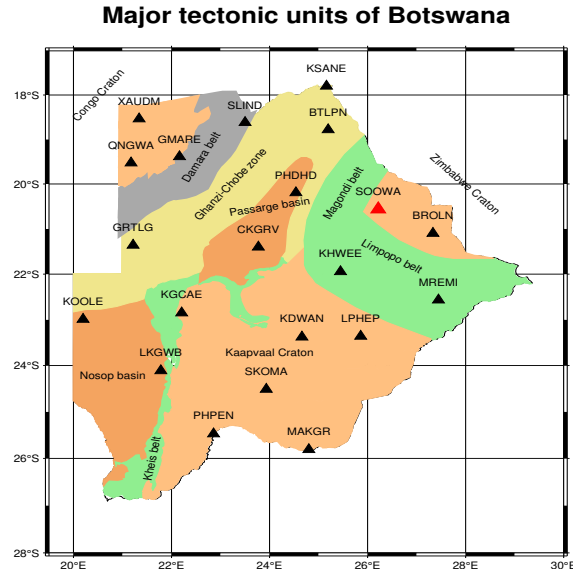 Major tectonic units of Botswana
KSANE
18°S
Congo Craton
XAUDM
SLIND
BTLPN
QNGWA
GMARE
Damara belt
Ghanzi-Chobe zone
Zimbabwe Craton
20°S
PHDHD
Magondi belt
SOOWA
Passarge basin
BROLN
GRTLG
CKGRV
Limpopo belt
KHWEE
22°S
MREMI
KOOLE
KGCAE
KDWAN
LPHEP
LKGWB
Kaapvaal Craton
24°S
Nosop basin
SKOMA
PHPEN
MAKGR
Kheis belt
26°S
28°S
20°E
22°E
24°E
26°E
28°E
30°E